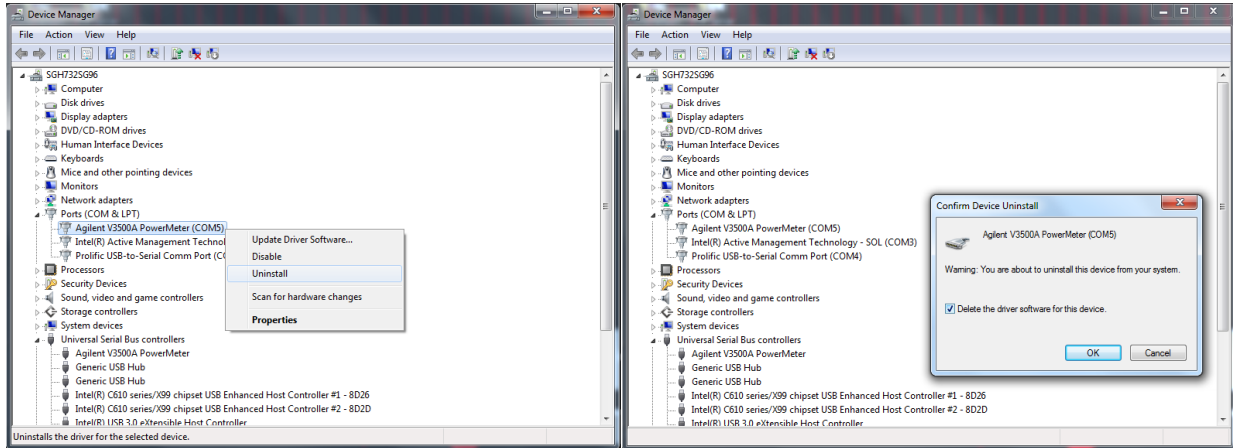 Device Manager
File Action View Help
SGH732SG96
Computer
Disk drives
Display adapters
DVD/CD-ROM drives
Human Interface Devices
Keyboards
Mice and other pointing devices
Monitors
Network adapters
Ports (COM & LPT)
Agilent V3500A PowerMeter (COM5)
Intel(R) Active Management Technol
Prolific USB-to-Serial Comm Port (CO
Processors
Security Devices
Sound, video and game controllers
Storage controllers
System devices
Universal Serial Bus controllers
Agilent V3500A PowerMeter
Generic USB Hub
Generic USB Hub
Intel(R) C610 series/X99 chipset USB Enhanced Host Controller #1 - 8D26
Intel(R) C610 series/X99 chipset USB Enhanced Host Controller #2 - 8D2D
Intel(R) USB 3.0 eXtensible Host Controller
Uninstalls the driver for the selected device.
Update Driver Software...
Disable
Uninstall
Scan for hardware changes
Properties
Device Manager
File Action View Help
SGH732SG96
Computer
Disk drives
Display adapters
DVD/CD-ROM drives
Human Interface Devices
Keyboards
Mice and other pointing devices
Monitors
Network adapters
Ports (COM & LPT)
Agilent V3500A PowerMeter (COM5)
Intel(R) Active Management Technology - SOL (COM3)
Prolific USB-to-Serial Comm Port (COM4)
Processors
Security Devices
Sound, video and game controllers
Storage controllers
System devices
Universal Serial Bus controllers
Agilent V3500A PowerMeter
Generic USB Hub
Generic USB Hub
Intel(R) C610 series/X99 chipset USB Enhanced Host Controller #1 - 8D26
Intel(R) C610 series/X99 chipset USB Enhanced Host Controller #2 - 8D2D
Intel(R) USB 3.0 eXtensible Host Controller
Confirm Device Uninstall
Agilent V3500A PowerMeter (COM5)
Warning: You are about to uninstall this device from your system.
Delete the driver software for this device.
OK Cancel